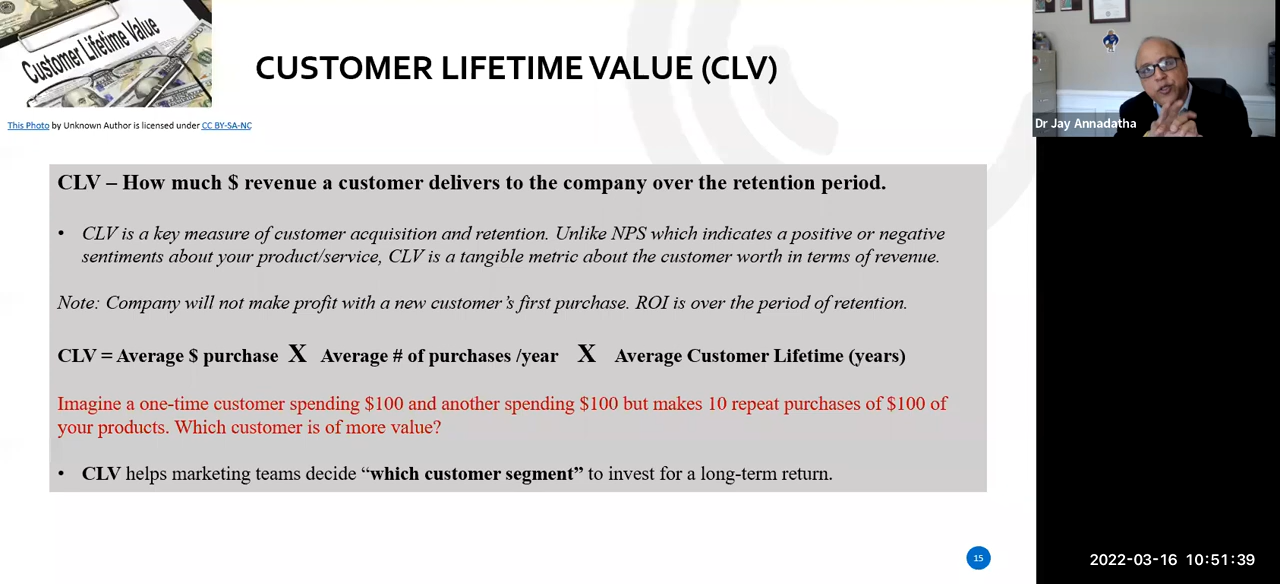 Customer Lifetime Value
CUSTOMER LIFETIME VALUE (CLV)
This Photo by Unknown Author is licensed under CC BY-SA-NC
Dr Jay Annadatha
CLV – How much $ revenue a customer delivers to the company over the retention period.
• CLV is a key measure of customer acquisition and retention. Unlike NPS which indicates a positive or negative
sentiments about your product/service, CLV is a tangible metric about the customer worth in terms of revenue.
Note: Company will not make profit with a new customer's first purchase. ROI is over the period of retention.
CLV = Average $ purchase X Average # of purchases /year X Average Customer Lifetime (years)
Imagine a one-time customer spending $100 and another spending $100 but makes 10 repeat purchases of $100 of
your products. Which customer is of more value?
• CLV helps marketing teams decide “which customer segment” to invest for a long-term return.
15
2022-03-16 10:51:39